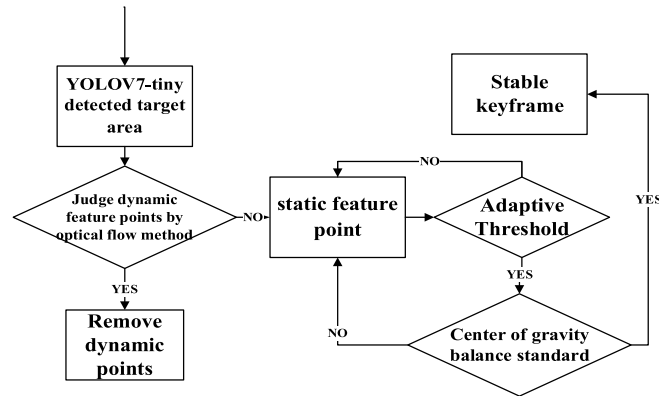 YOLOV7-tiny
detected target
area
Judge dynamic
feature points by
optical flow method
NO
YES
Remove
dynamic
points
static feature
point
NO
Adaptive
Threshold
YES
Center of gravity
balance standard
NO
YES
Stable
keyframe